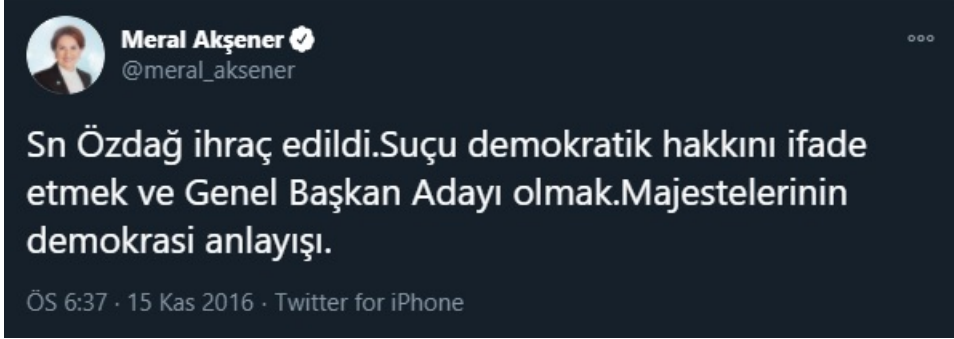 Meral Akşener
@meral_aksener
Sn Özdağ ihraç edildi.Suçu demokratik hakkını ifade
etmek ve Genel Başkan Adayı olmak.Majestelerinin
demokrasi anlayışı.
ÖS 6:37 · 15 Kas 2016 · Twitter for iPhone